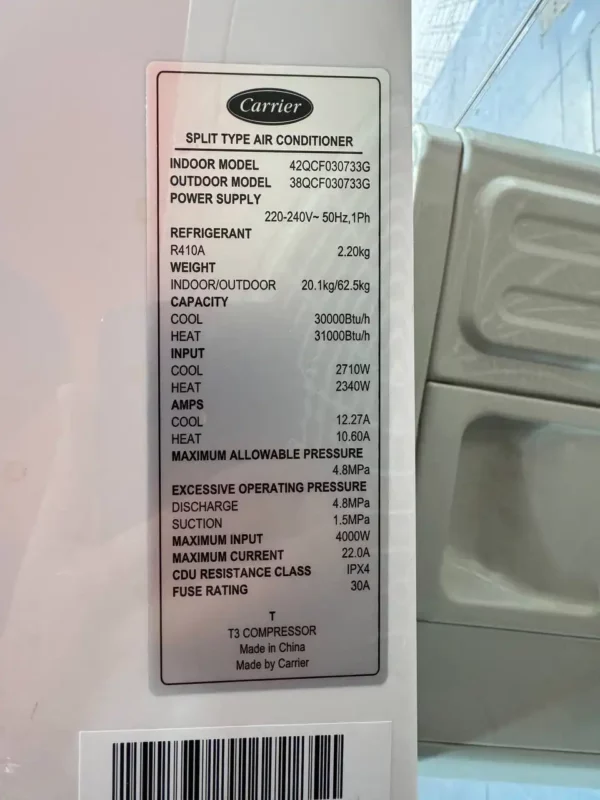 Carrier
SPLIT TYPE AIR CONDITIONER
INDOOR MODEL 42QCF030733G
OUTDOOR MODEL 38QCF030733G
POWER SUPPLY
220-240V~ 50Hz,1Ph
REFRIGERANT
R410A 2.20kg
WEIGHT
INDOOR/OUTDOOR 20.1kg/62.5kg
CAPACITY
COOL 30000Btu/h
HEAT 31000Btu/h
INPUT
COOL 2710W
HEAT 2340W
AMPS
COOL 12.27A
HEAT 10.60A
MAXIMUM ALLOWABLE PRESSURE
4.8MPa
EXCESSIVE OPERATING PRESSURE
DISCHARGE 4.8MPa
SUCTION 1.5MPa
MAXIMUM INPUT 4000W
MAXIMUM CURRENT 22.0A
CDU RESISTANCE CLASS IPX4
FUSE RATING 30A
T
T3 COMPRESSOR
Made in China
Made by Carrier